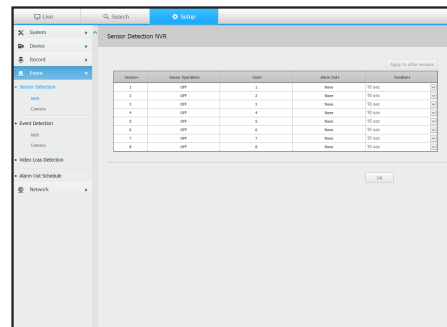 Live
Search
Setup
System
Device
Record
Event
Sensor Detection
NVR
Camera
Event Detection
NVR
Camera
Video Loss Detection
Alarm Out Schedule
Network
Sensor Detection NVR
Apply to other sensors
Sensor Sensor Operation Cam Alarm Out Duration
1 OFF 1 None 10 sec
2 OFF 2 None 10 sec
3 OFF 3 None 10 sec
4 OFF 4 None 10 sec
5 OFF 5 None 10 sec
6 OFF 6 None 10 sec
7 OFF 7 None 10 sec
8 OFF 8 None 10 sec
OK